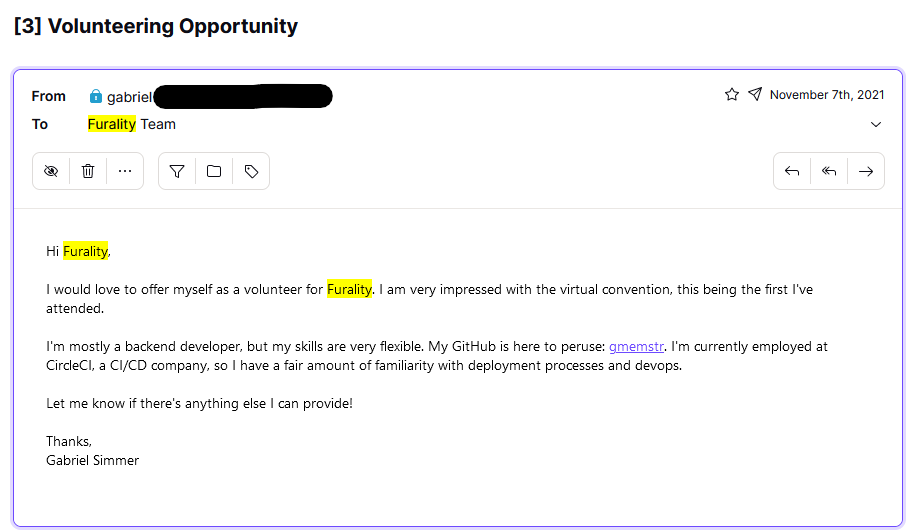 [3] Volunteering Opportunity
From gabriel
November 7th, 2021
To Furality Team
Hi Furality,
I would love to offer myself as a volunteer for Furality. I am very impressed with the virtual convention, this being the first I've
attended.
I'm mostly a backend developer, but my skills are very flexible. My GitHub is here to peruse: gmemstr. I'm currently employed at
CircleCI, a CI/CD company, so I have a fair amount of familiarity with deployment processes and devops.
Let me know if there's anything else I can provide!
Thanks,
Gabriel Simmer